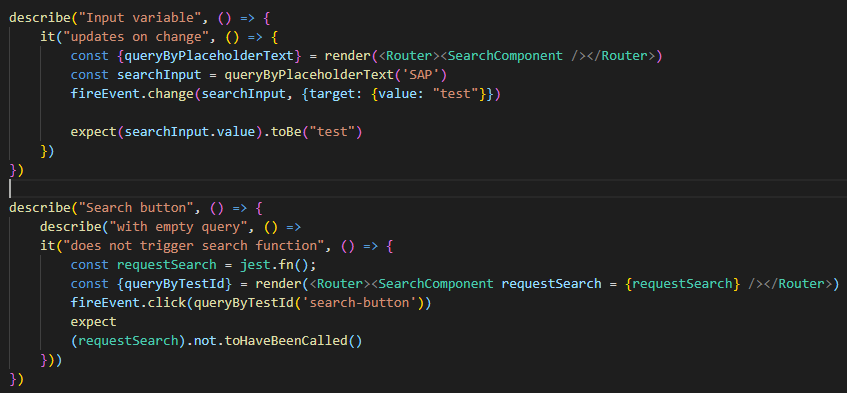 describe("Input variable", () => {
    it("updates on change", () => {
        const {queryByPlaceholderText} = render(<Router><SearchComponent /></Router>)
        const searchInput = queryByPlaceholderText('SAP')
        fireEvent.change(searchInput, {target: {value: "test"}})

        expect(searchInput.value).toBe("test")
    })
})

describe("Search button", () => {
    describe("with empty query", () =>
    it("does not trigger search function", () => {
        const requestSearch = jest.fn();
        const {queryByTestId} = render(<Router><SearchComponent requestSearch = {requestSearch} /></Router>)
        fireEvent.click(queryByTestId('search-button'))
        expect
        (requestSearch).not.toHaveBeenCalled()
    }))
})